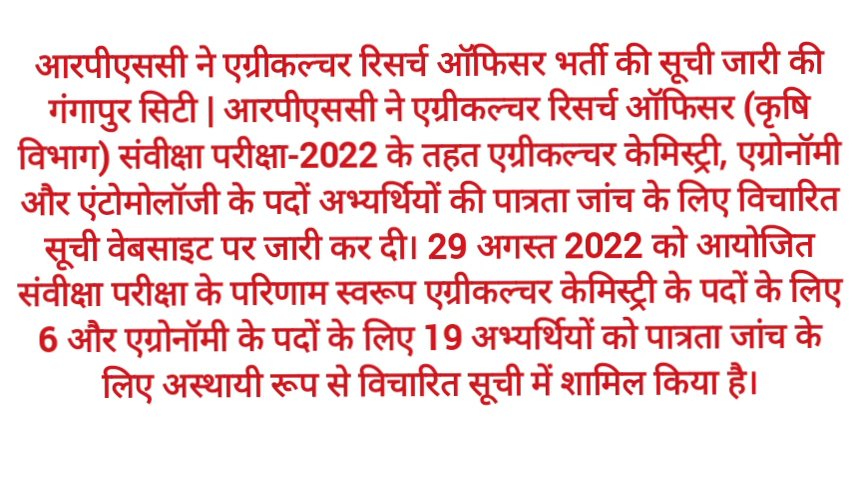 आरपीएससी ने एग्रीकल्चर रिसर्च ऑफिसर भर्ती की सूची जारी की
गंगापुर सिटी | आरपीएससी ने एग्रीकल्चर रिसर्च ऑफिसर (कृषि
विभाग) संवीक्षा परीक्षा-2022 के तहत एग्रीकल्चर केमिस्ट्री, एग्रोनॉमी
और एंटोमोलॉजी के पदों अभ्यर्थियों की पात्रता जांच के लिए विचारित
सूची वेबसाइट पर जारी कर दी। 29 अगस्त 2022 को आयोजित
संवीक्षा परीक्षा के परिणाम स्वरूप एग्रीकल्चर केमिस्ट्री के पदों के लिए
6 और एग्रोनॉमी के पदों के लिए 19 अभ्यर्थियों को पात्रता जांच के
लिए अस्थायी रूप से विचारित सूची में शामिल किया है।